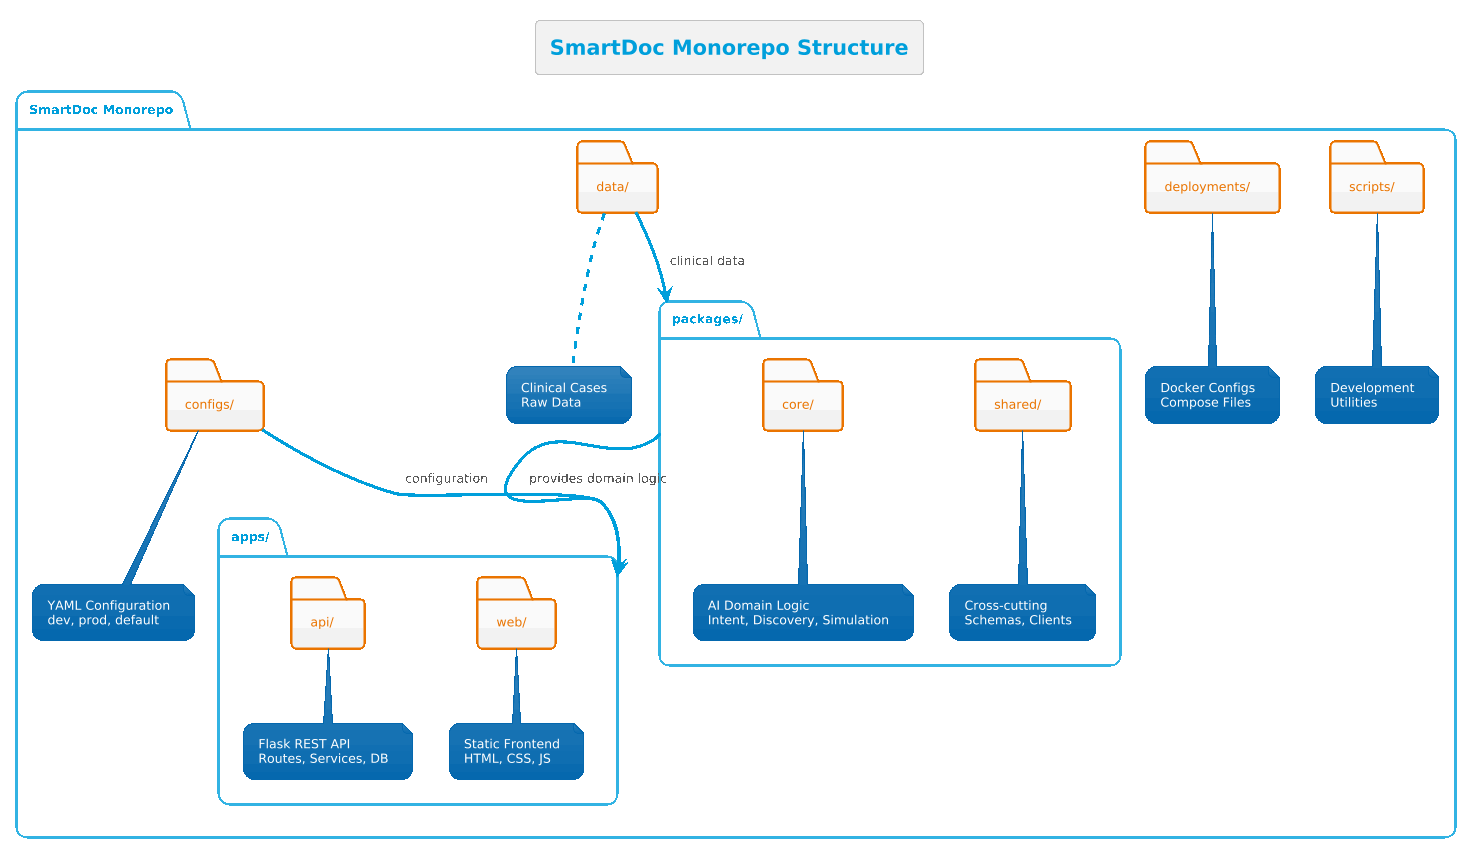 SmartDoc Monorepo Structure
SmartDoc Monorepo
data/
deployments/
scripts/
clinical data
packages/
configs/
Clinical Cases
Raw Data
core/
shared/
Docker Configs
Compose Files
Development
Utilities
configuration
provides domain logic
apps/
YAML Configuration
dev, prod, default
api/
web/
AI Domain Logic
Intent, Discovery, Simulation
Cross-cutting
Schemas, Clients
Flask REST API
Routes, Services, DB
Static Frontend
HTML, CSS, JS